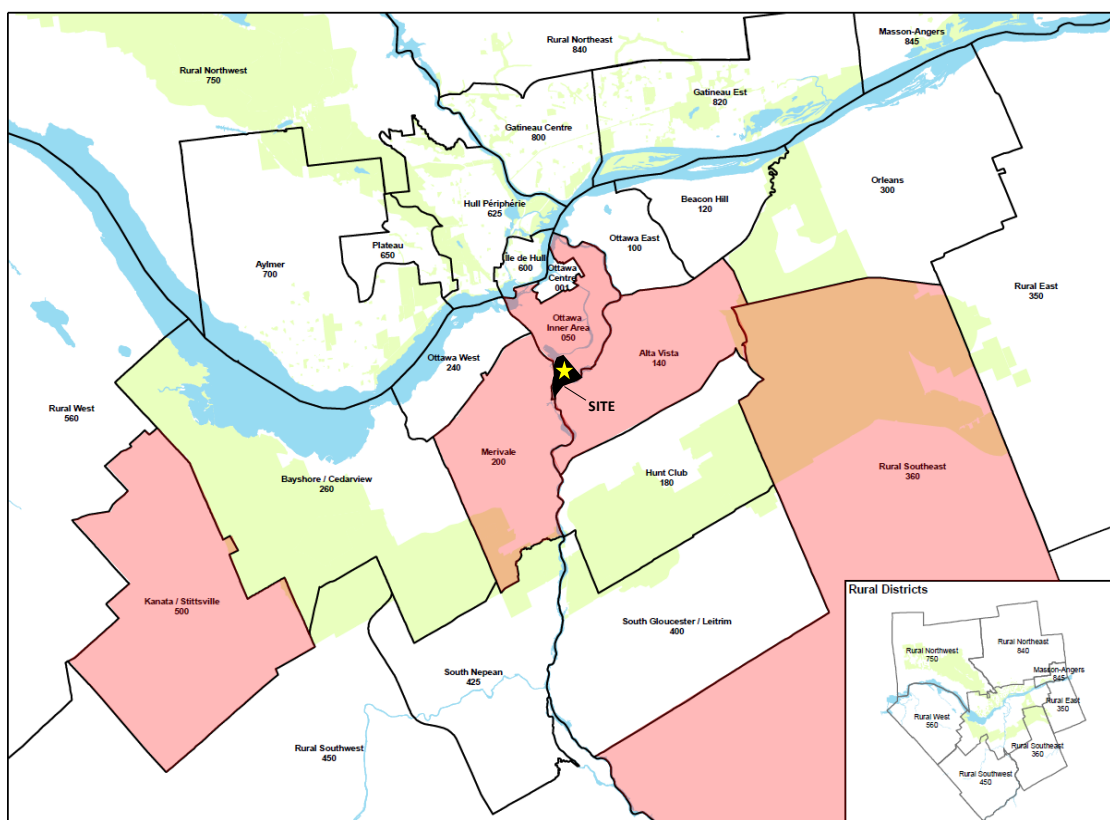 Rural Northeast
840
Masson-Angers
845
Rural Northwest
750
Gatineau Est
820
Gatineau Centre
800
Orleans
300
Beacon Hill
120
Hull Périphérie
625
Ottawa East
100
Plateau
650
Aylmer
700
Île de Hull
600
Ottawa
Centre
001
Rural East
350
Ottawa
Inner Area
050
Alta Vista
140
Ottawa West
240
SITE
Rural West
560
Merivale
200
Hunt Club
180
Rural Southeast
360
Bayshore / Cedarview
260
Kanata / Stittsville
500
South Gloucester / Leitrim
400
South Nepean
425
Rural Southwest
450
Rural Districts
Rural Northeast
840
Rural Northwest
750
Masson-Angers
845
Rural East
350
Rural West
560
Rural Southeast
360
Rural Southwest
450